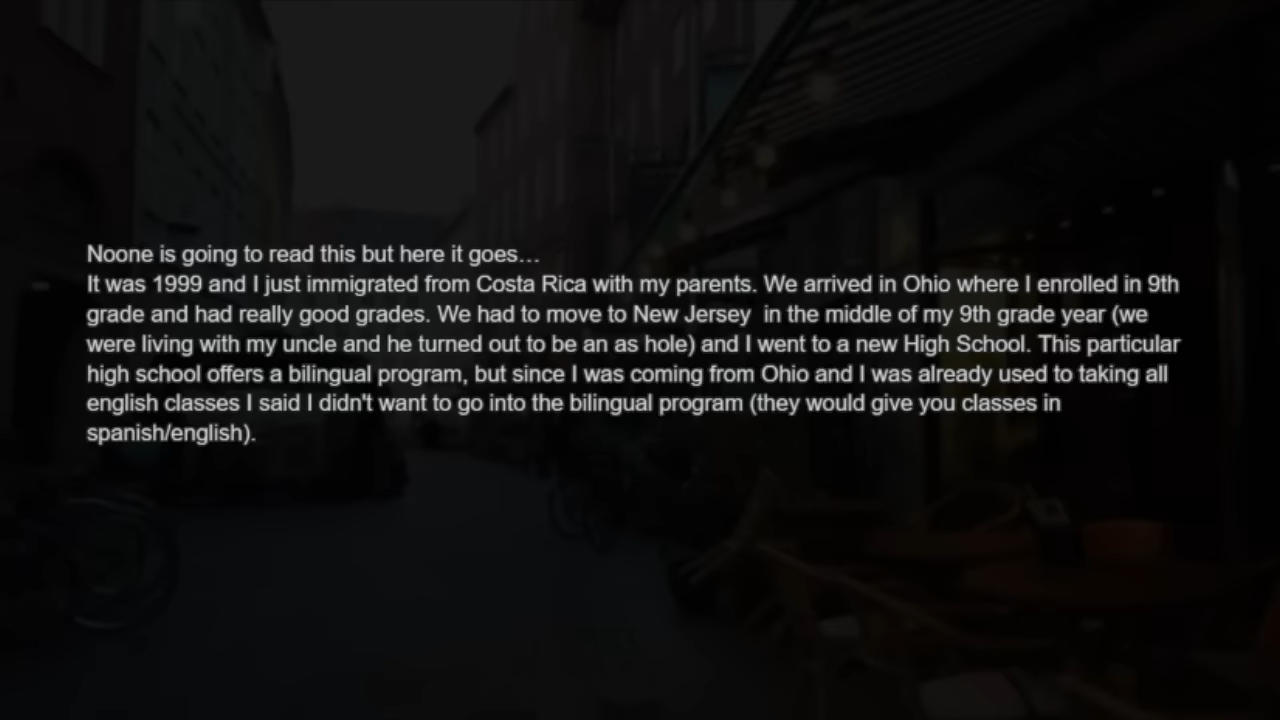 Noone is going to read this but here it goes...
It was 1999 and I just immigrated from Costa Rica with my parents. We arrived in Ohio where I enrolled in 9th
grade and had really good grades. We had to move to New Jersey  in the middle of my 9th grade year (we
were living with my uncle and he turned out to be an as hole) and I went to a new High School. This particular
high school offers a bilingual program, but since I was coming from Ohio and I was already used to taking all
english classes I said I didn't want to go into the bilingual program (they would give you classes in
spanish/english).